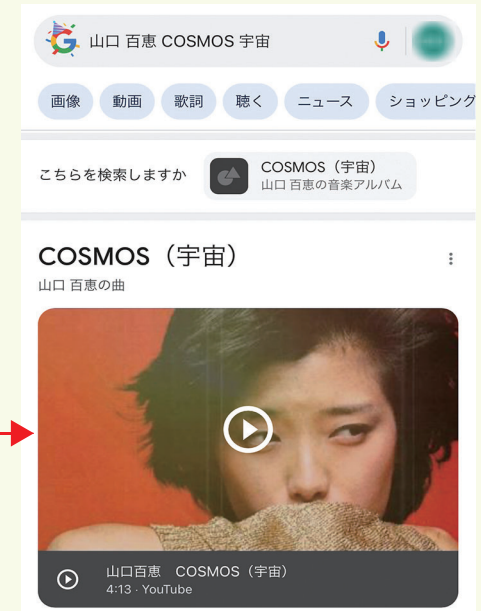 山口 百恵 COSMOS 宇宙
画像 動画 歌詞 聴く ニュース ショッピング
こちらを検索しますか
COSMOS（宇宙）
山口 百恵の音楽アルバム
COSMOS（宇宙）
山口 百恵の曲
山口百恵　COSMOS（宇宙）
4:13 · YouTube